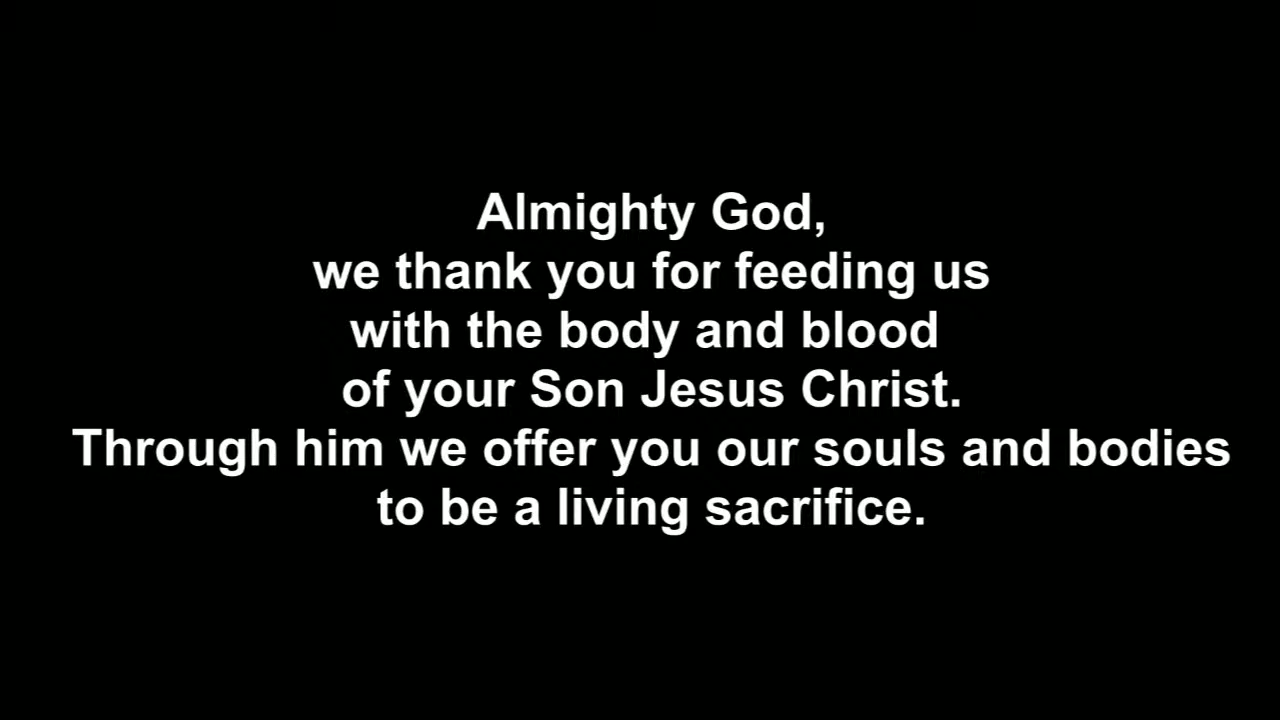 Almighty God,
we thank you for feeding us
with the body and blood
of your Son Jesus Christ.
Through him we offer you our souls and bodies
to be a living sacrifice.